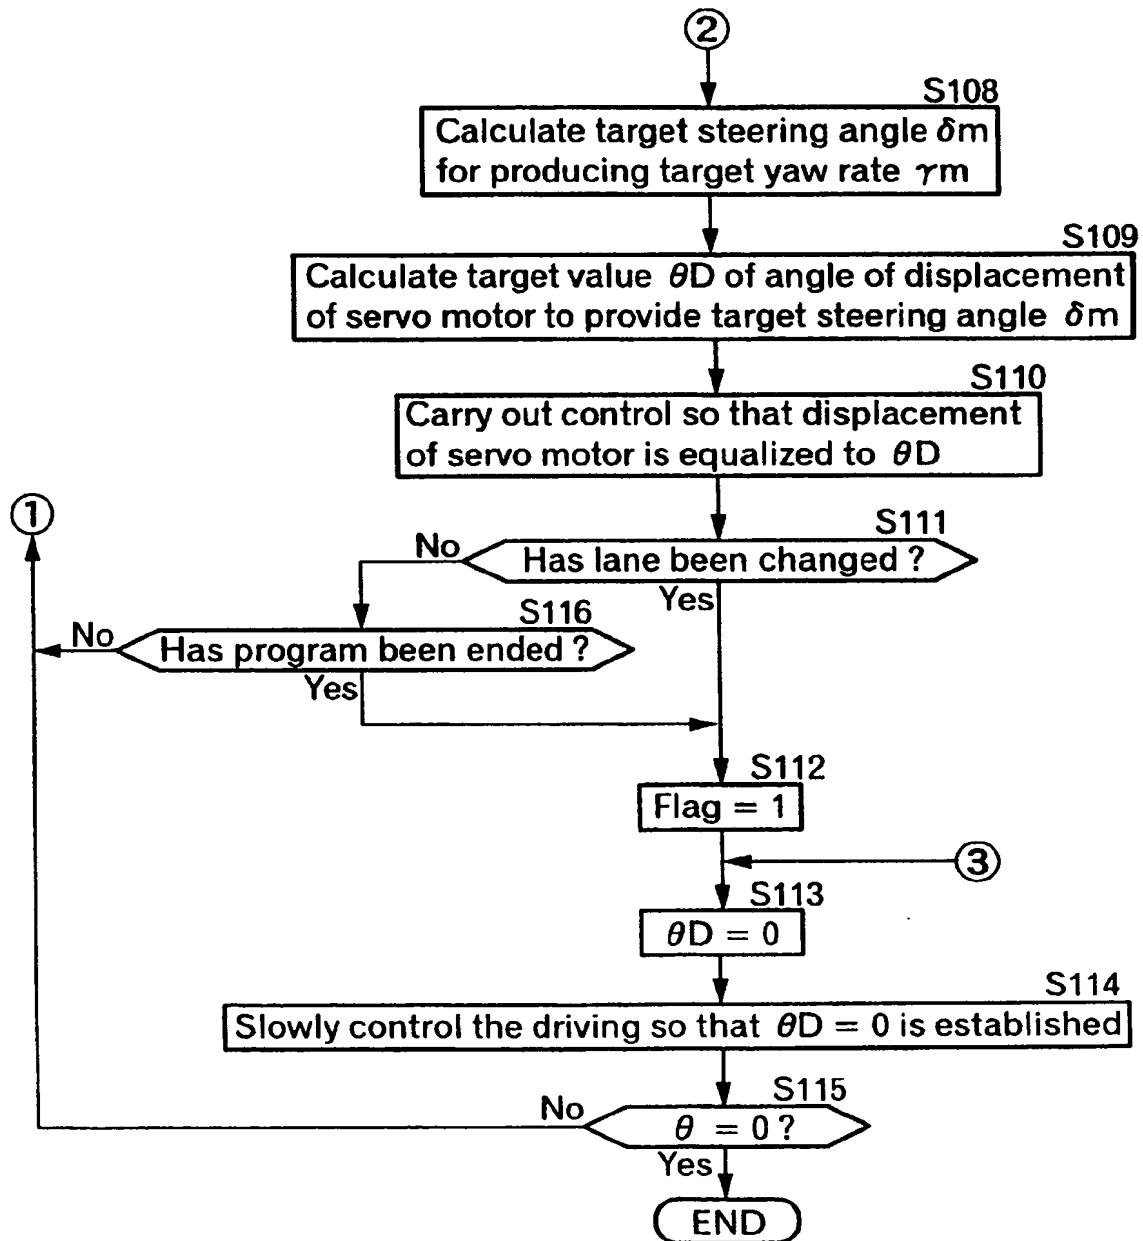 2
S108
Calculate target steering angle δm
for producing target yaw rate γm
S109
Calculate target value θD of angle of displacement
of servo motor to provide target steering angle δm
S110
Carry out control so that displacement
of servo motor is equalized to θD
1
S111
No
Has lane been changed ?
Yes
S116
No
Has program been ended ?
Yes
S112
Flag = 1
3
S113
θD = 0
S114
Slowly control the driving so that θD = 0 is established
S115
No
θ = 0 ?
Yes
END